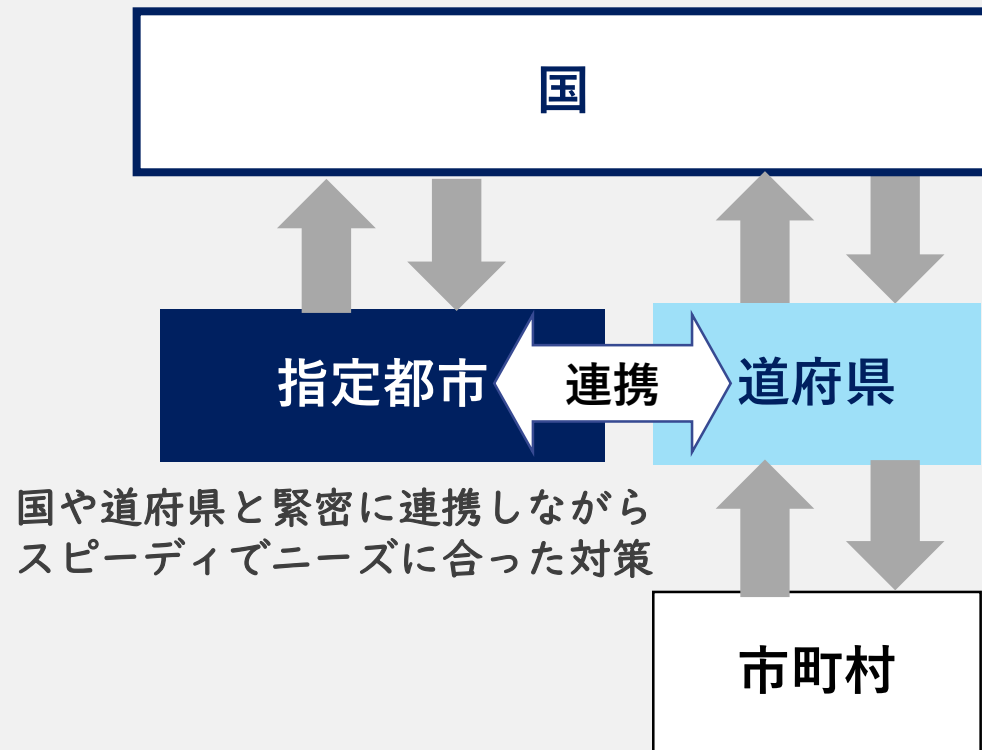 国
指定都市
連携
道府県
国や道府県と緊密に連携しながら
スピーディでニーズに合った対策
市町村